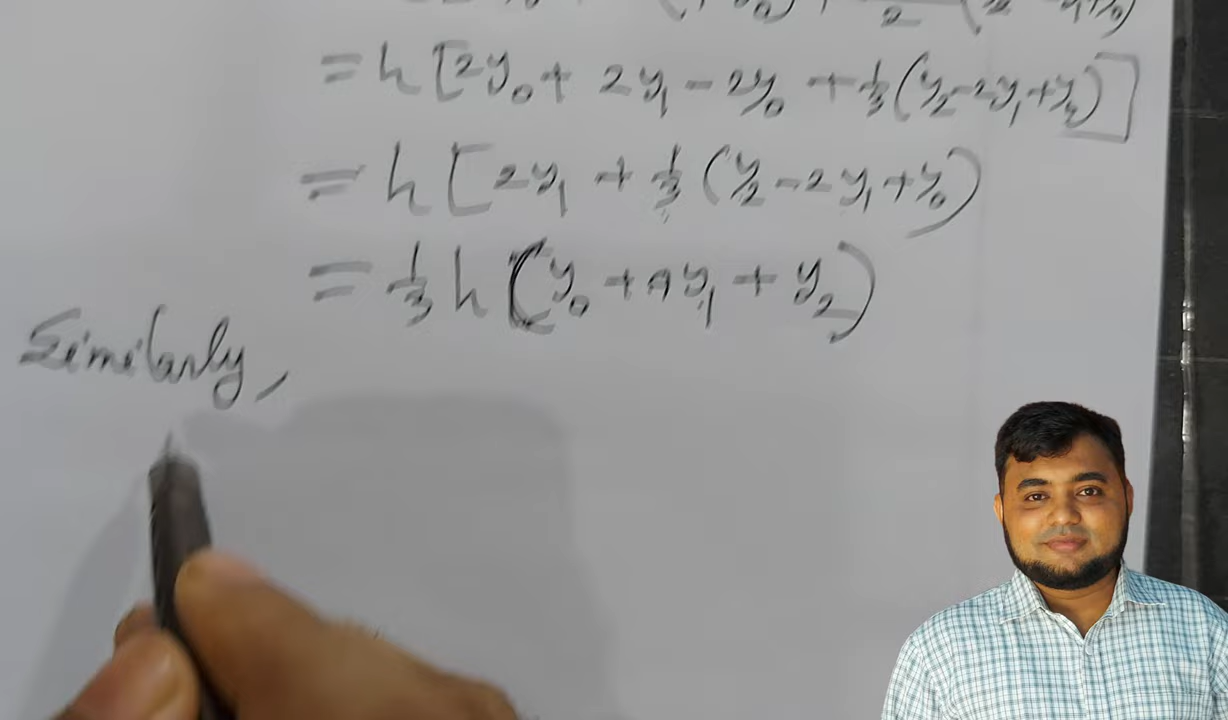 = h [2y₀ + 2y₁ - 2y₀ + 1/3 (y₂ - 2y₁ + y₀)]
= h [2y₁ + 1/3 (y₂ - 2y₁ + y₀)
= 1/3 h (y₀ + 4y₁ + y₂)
Similarly,